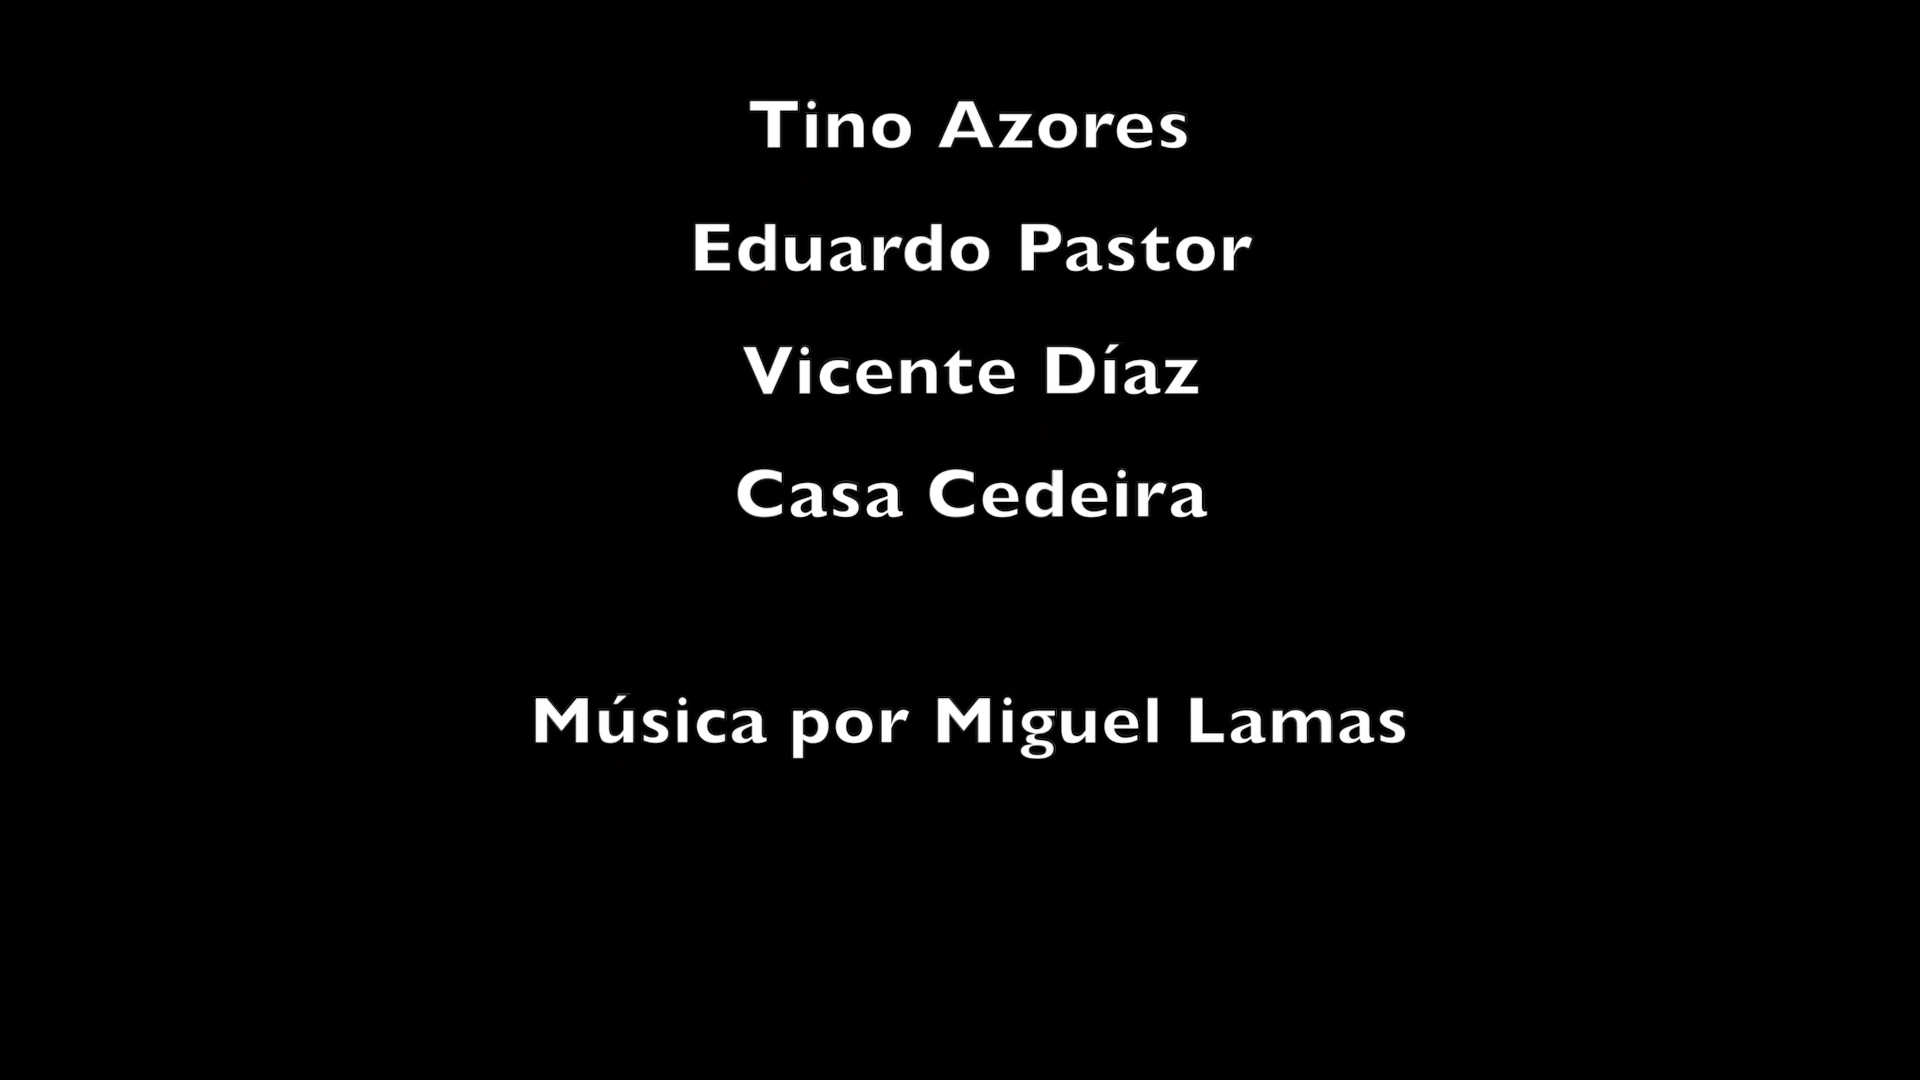 Tino Azores
Eduardo Pastor
Vicente Díaz
Casa Cedeira
Música por Miguel Lamas